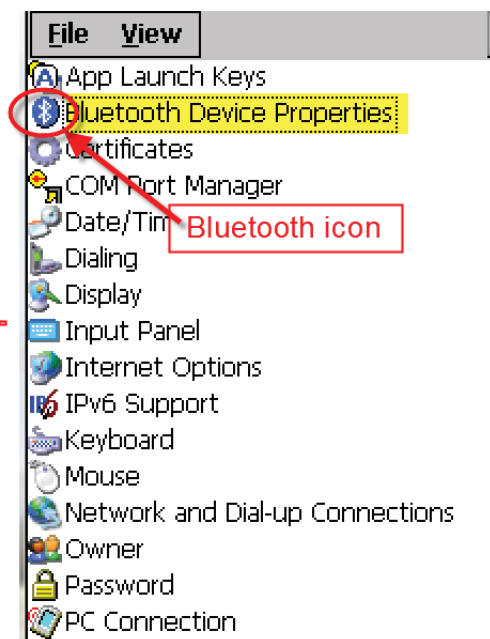 File View
App Launch Keys
Bluetooth Device Properties
Certificates
COM Port Manager
Date/Tim
Bluetooth icon
Dialing
Display
Input Panel
Internet Options
IPv6 Support
Keyboard
Mouse
Network and Dial-up Connections
Owner
Password
PC Connection